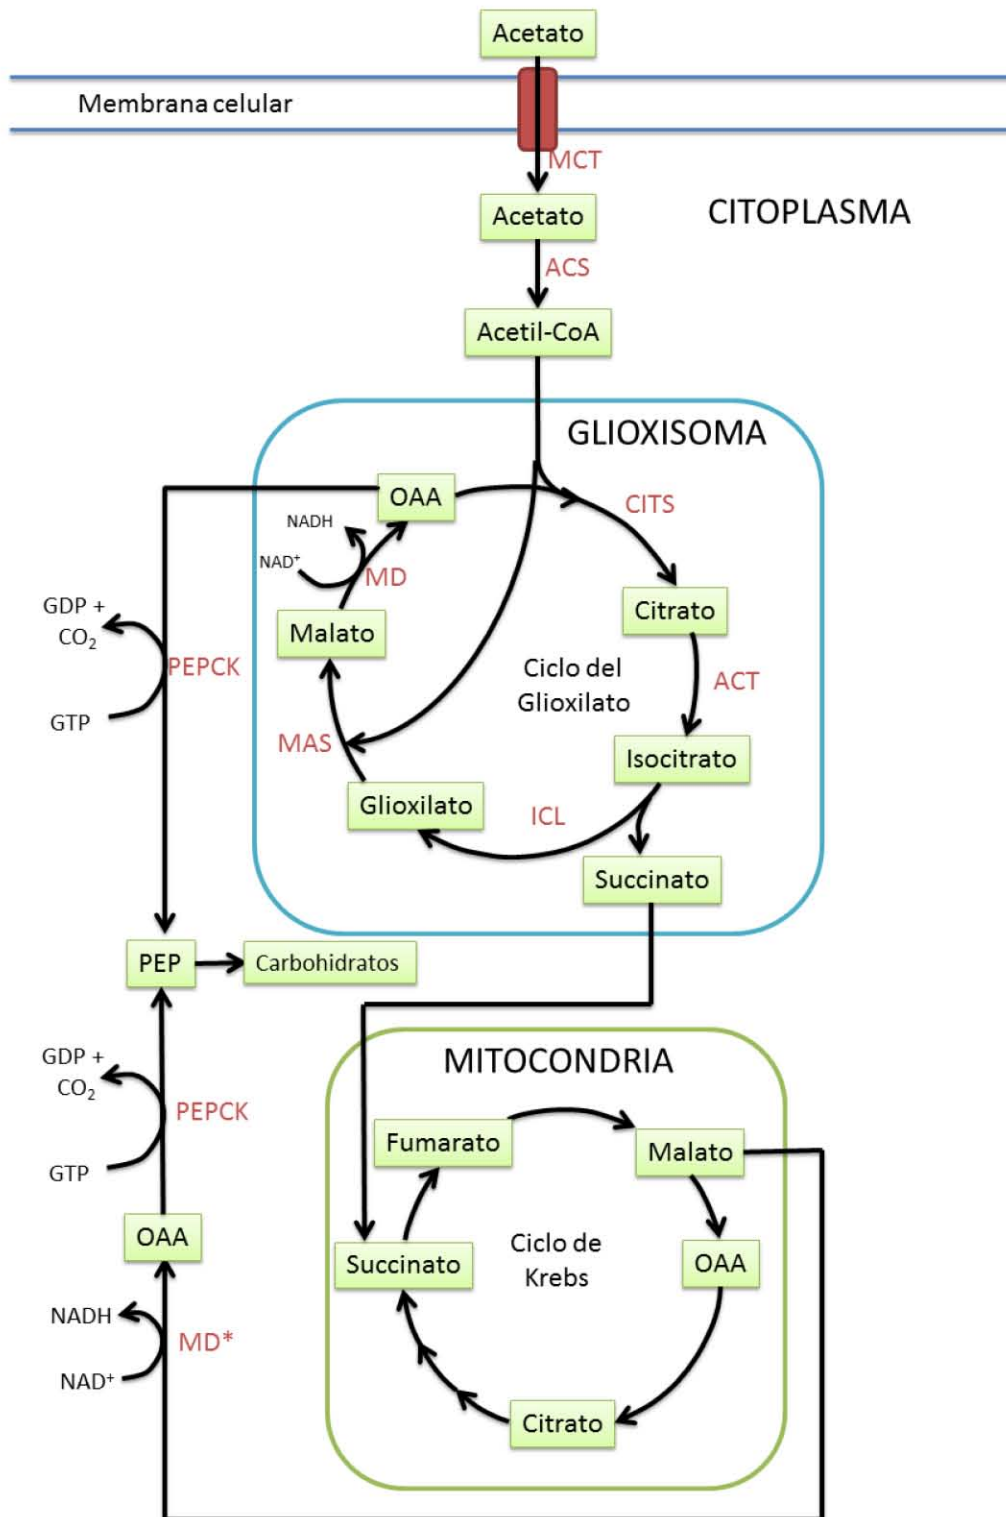 Acetato
Membrana celular
MCT
Acetato
CITOPLASMA
ACS
Acetil-CoA
GLIOXISOMA
OAA
CITS
NADH
NAD⁺
MD
Citrato
Malato
GDP +
CO₂
PEPCK
GTP
Ciclo del
Glioxilato
ACT
MAS
Isocitrato
Glioxilato
ICL
Succinato
PEP
Carbohidratos
MITOCONDRIA
GDP +
CO₂
PEPCK
GTP
Fumarato
Malato
OAA
Succinato
Ciclo de
Krebs
OAA
NADH
MD*
NAD⁺
Citrato